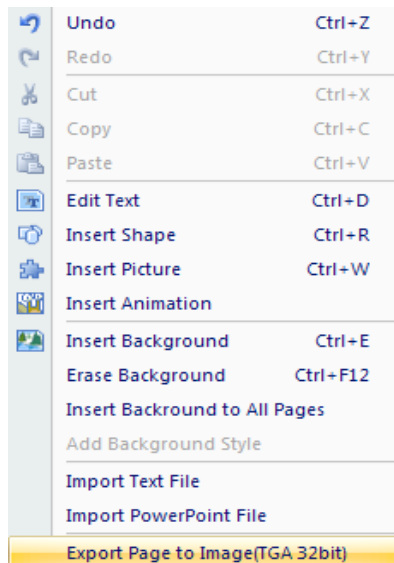 Undo Ctrl+Z
Redo Ctrl+Y
Cut Ctrl+X
Copy Ctrl+C
Paste Ctrl+V
Edit Text Ctrl+D
Insert Shape Ctrl+R
Insert Picture Ctrl+W
Insert Animation
Insert Background Ctrl+E
Erase Background Ctrl+F12
Insert Backround to All Pages
Add Background Style
Import Text File
Import PowerPoint File
Export Page to Image(TGA 32bit)